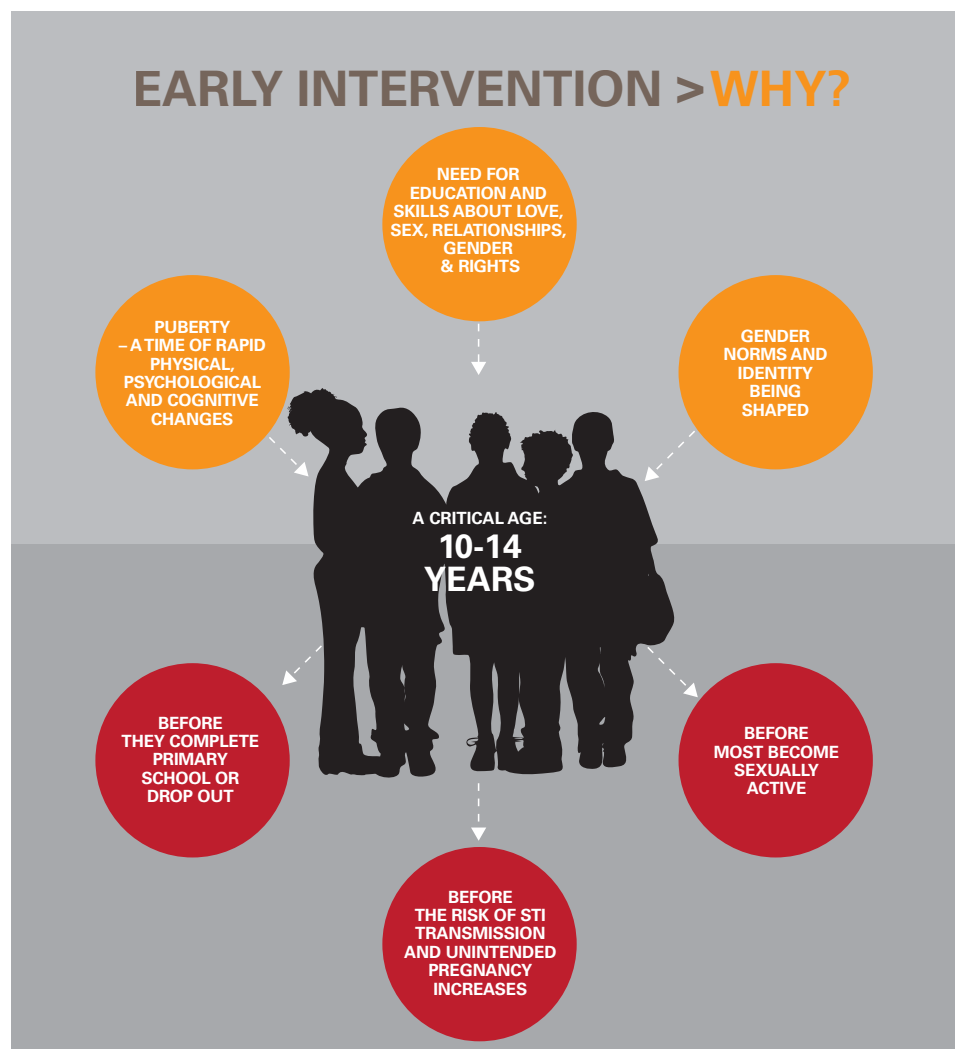 EARLY INTERVENTION > WHY?
NEED FOR
EDUCATION AND
SKILLS ABOUT LOVE,
SEX, RELATIONSHIPS,
GENDER
& RIGHTS
PUBERTY
– A TIME OF RAPID
PHYSICAL,
PSYCHOLOGICAL
AND COGNITIVE
CHANGES
GENDER
NORMS AND
IDENTITY
BEING
SHAPED
A CRITICAL AGE:
10-14
YEARS
BEFORE
THEY COMPLETE
PRIMARY
SCHOOL OR
DROP OUT
BEFORE
MOST BECOME
SEXUALLY
ACTIVE
BEFORE
THE RISK OF STI
TRANSMISSION
AND UNINTENDED
PREGNANCY
INCREASES